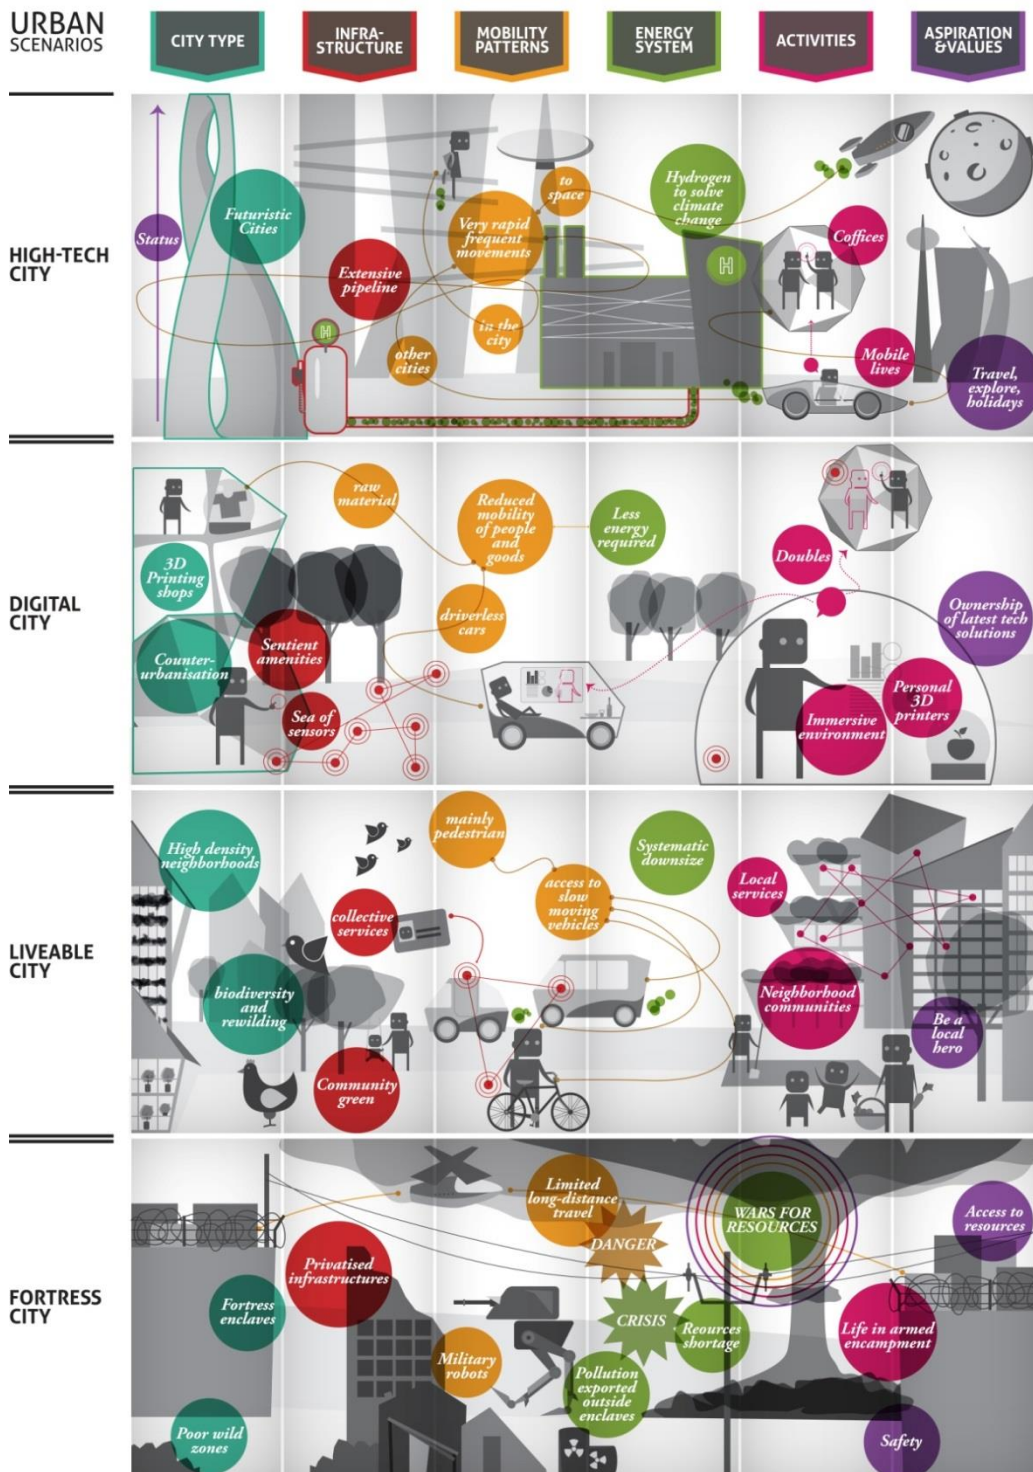 URBAN
SCENARIOS
CITY TYPE
INFRA-
STRUCTURE
MOBILITY
PATTERNS
ENERGY
SYSTEM
ACTIVITIES
ASPIRATION
&VALUES
HIGH-TECH
CITY
Status
Futuristic
Cities
Extensive
pipeline
H
Very rapid
frequent
movements
to
space
in the
city
other
cities
Hydrogen
to solve
climate
change
H
Coffices
Mobile
lives
Travel,
explore,
holidays
DIGITAL
CITY
3D
Printing
shops
Counter-
urbanisation
raw
material
Sentient
amenities
Sea of
sensors
Reduced
mobility
of people
and
goods
driverless
cars
Less
energy
required
Doubles
Immersive
environment
Personal
3D
printers
Ownership
of latest tech
solutions
LIVEABLE
CITY
High density
neighborhoods
biodiversity
and
rewilding
collective
services
Community
green
mainly
pedestrian
access to
slow
moving
vehicles
Systematic
downsize
Local
services
Neighborhood
communities
Be a
local
hero
FORTRESS
CITY
Fortress
enclaves
Poor wild
zones
Privatised
infrastructures
Limited
long-distance
travel
DANGER
Military
robots
CRISIS
WARS FOR
RESOURCES
Reources
shortage
Pollution
exported
outside
enclaves
Life in armed
encampment
Access to
resources
Safety